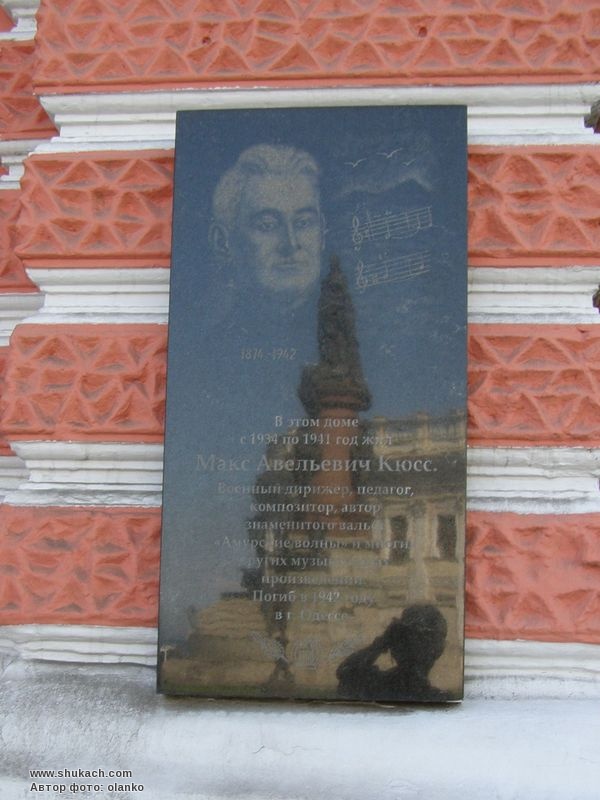 1874 - 1942
В этом доме
с 1934 по 1941 год жил
Макс Авельевич Кюсс.
Военный дирижер, педагог,
композитор, автор
знаменитого вальса
«Амурские волны» и многих
других музыкальных
произведений.
Погиб в 1942 году
в г. Одессе
www.shukach.com
Автор фото: olanko